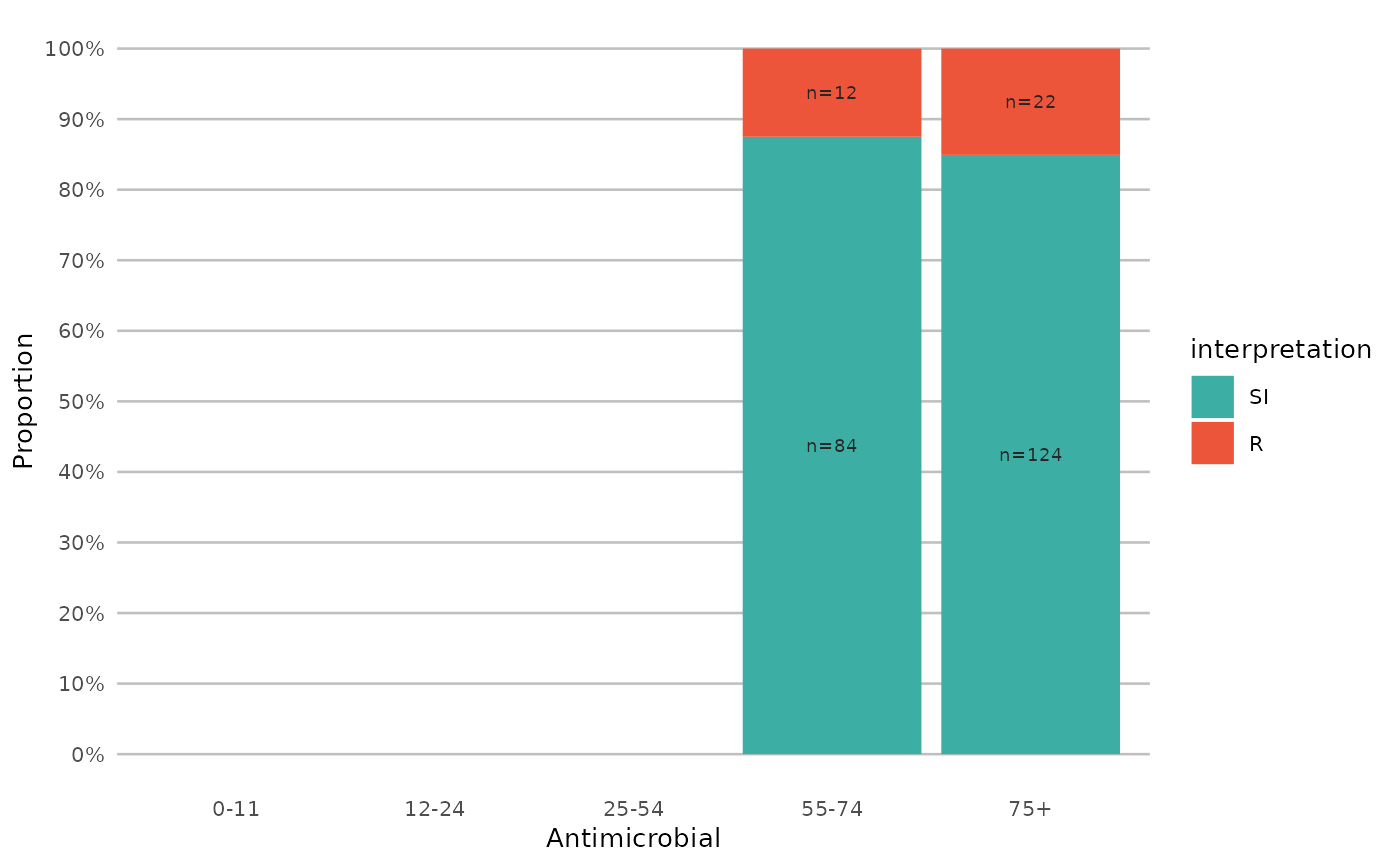 100%
90%
80%
70%
60%
50%
40%
30%
20%
10%
0%
Proportion
n=12
n=22
n=84
n=124
0-11
12-24
25-54
55-74
75+
Antimicrobial
interpretation
SI
R